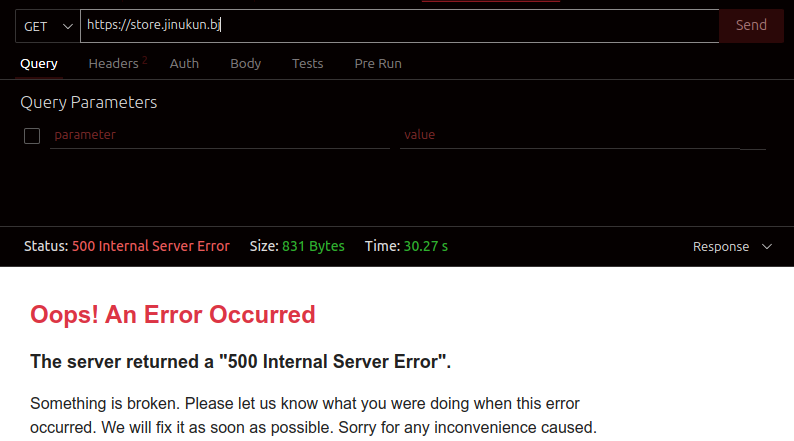 GET https://store.jinukun.bj Send
Query Headers 2 Auth Body Tests Pre Run
Query Parameters
parameter value
Status: 500 Internal Server Error Size: 831 Bytes Time: 30.27 s Response
Oops! An Error Occurred
The server returned a "500 Internal Server Error".
Something is broken. Please let us know what you were doing when this error
occurred. We will fix it as soon as possible. Sorry for any inconvenience caused.